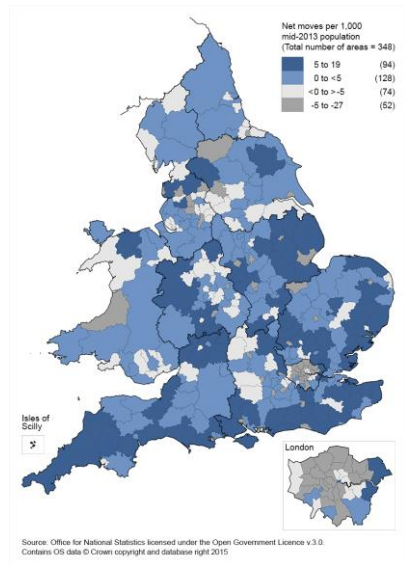 Net moves per 1,000
mid-2013 population
(Total number of areas = 348)
5 to 19 (94)
0 to <5 (128)
<0 to >-5 (74)
-5 to -27 (52)
Isles of
Scilly
London
Source: Office for National Statistics licensed under the Open Government Licence v.3.0.
Contains OS data © Crown copyright and database right 2015